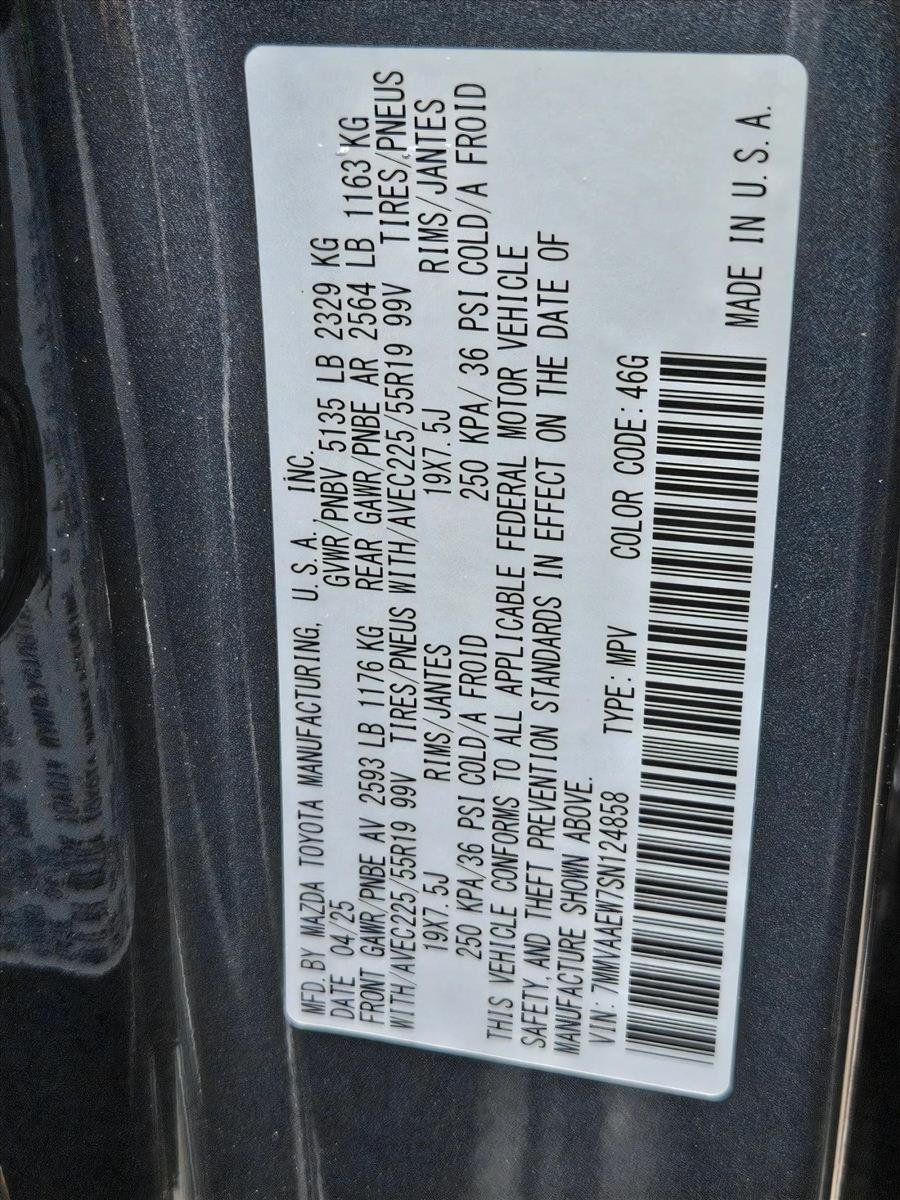 MFD. BY MAZDA TOYOTA MANUFACTURING, U. S. A. INC.
DATE 04/25 GVWR/PNBV 5135 LB 2329 KG
FRONT GAWR/PNBE AV 2593 LB 1176 KG REAR GAWR/PNBE AR 2564 LB 1163 KG
WITH/AVEC225/55R19 99V TIRES/PNEUS WITH/AVEC225/55R19 99V TIRES/PNEUS
19X7. 5J RIMS/JANTES 19X7. 5J RIMS/JANTES
250 KPA/36 PSI COLD/A FROID 250 KPA/ 36 PSI COLD/A FROID
THIS VEHICLE CONFORMS TO ALL APPLICABLE FEDERAL MOTOR VEHICLE
SAFETY, AND THEFT PREVENTION STANDARDS IN EFFECT ON THE DATE OF
MANUFACTURE SHOWN ABOVE.
VIN: 7MMVAAEW7SN124858 TYPE: MPV COLOR CODE: 46G
MADE IN U. S. A.